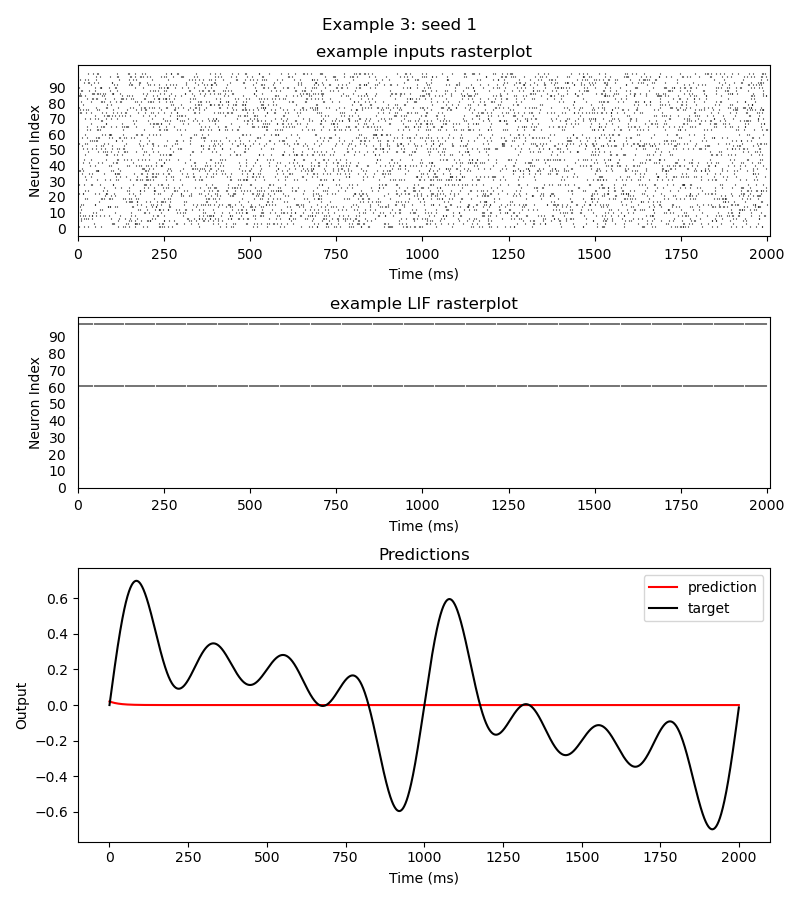 Example 3: seed 1
example inputs rasterplot
90
80
70
60
50
40
30
20
10
0
Neuron Index
0 250 500 750 1000 1250 1500 1750 2000
Time (ms)
example LIF rasterplot
90
80
70
60
50
40
30
20
10
0
Neuron Index
0 250 500 750 1000 1250 1500 1750 2000
Time (ms)
Predictions
prediction
target
0.6
0.4
0.2
0.0
−0.2
−0.4
−0.6
Output
0 250 500 750 1000 1250 1500 1750 2000
Time (ms)